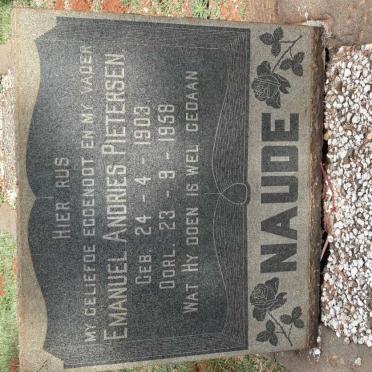 HIER RUS
MY GELIEFDE EGGENOOT EN MY VADER
EMANUEL ANDRIES PIETERSEN
GEB. 24 - 4 - 1903
OORL. 23 - 9 - 1958
WAT HY DOEN IS WEL GEDAAN
NAUDE